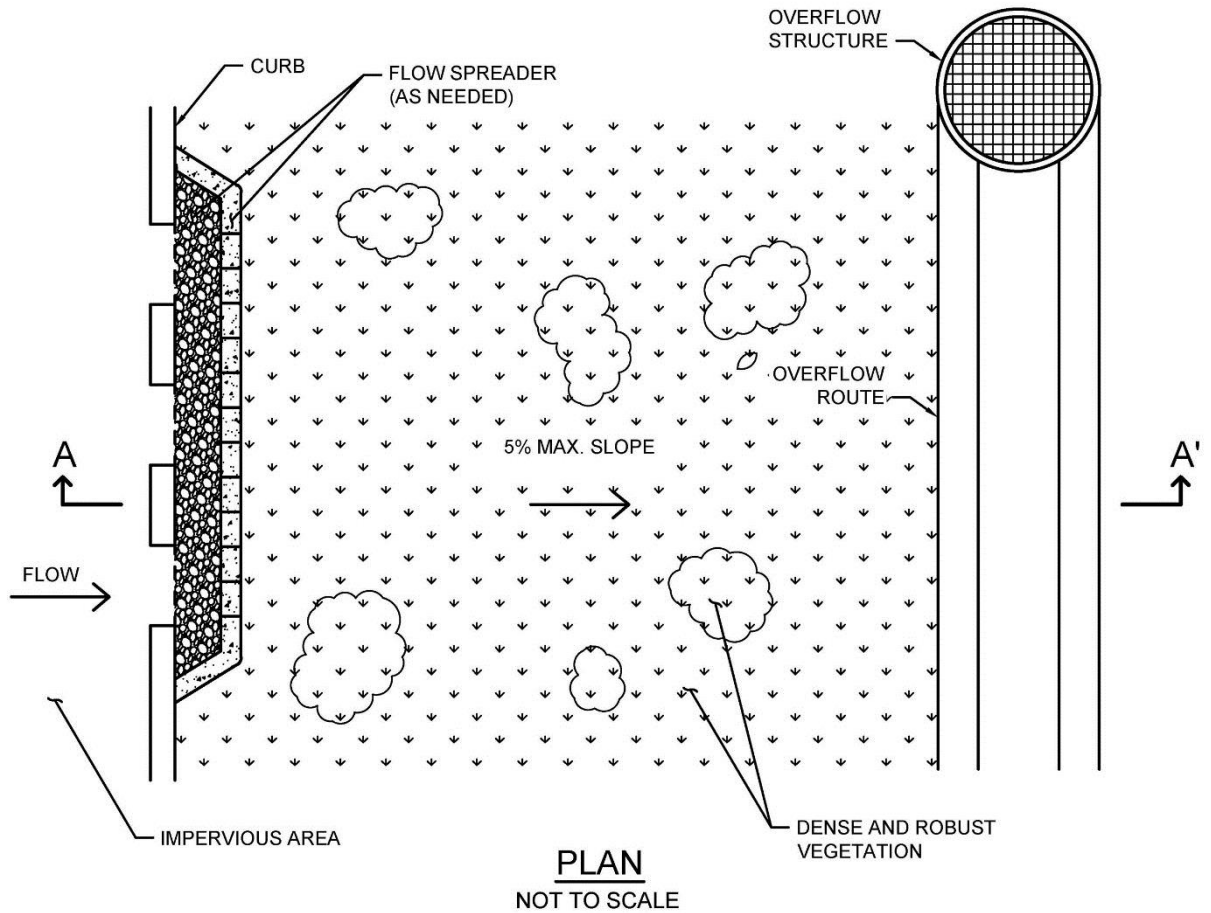 OVERFLOW
STRUCTURE
CURB
FLOW SPREADER
(AS NEEDED)
OVERFLOW
ROUTE
5% MAX. SLOPE
A
A'
FLOW
IMPERVIOUS AREA
DENSE AND ROBUST
VEGETATION
PLAN
NOT TO SCALE